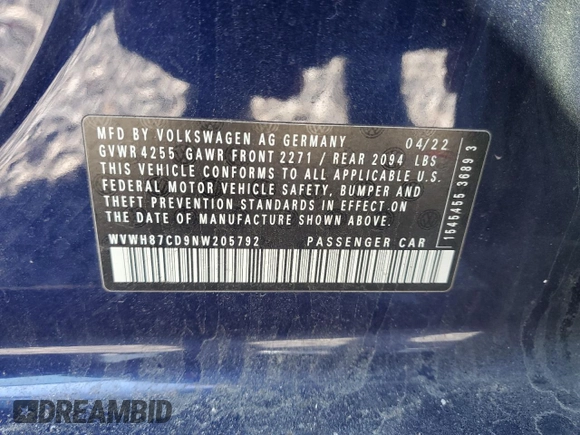 MFD BY VOLKSWAGEN AG GERMANY 04/22
GVWR 4255 GAWR FRONT 2271 / REAR 2094 LBS
THIS VEHICLE CONFORMS TO ALL APPLICABLE U.S.
FEDERAL MOTOR VEHICLE SAFETY, BUMPER AND
THEFT PREVENTION STANDARDS IN EFFECT ON
THE DATE OF MANUFACTURE SHOWN ABOVE.
WVWH87CD9NW205792 PASSENGER CAR
1545455 3689 3
DREAMBID